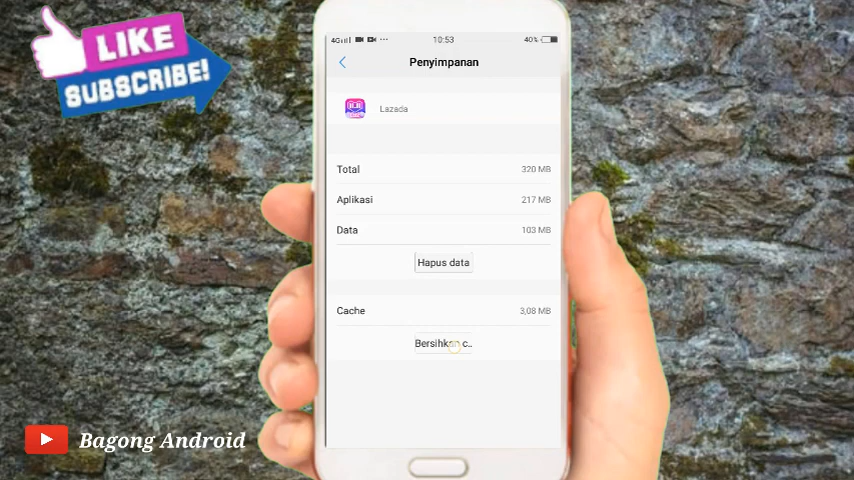 LIKE
SUBSCRIBE!
4G
10:53
40%
Penyimpanan
Lazada
Total
320 MB
Aplikasi
217 MB
Data
103 MB
Hapus data
Cache
3,08 MB
Bersihkan c..
Bagong Android